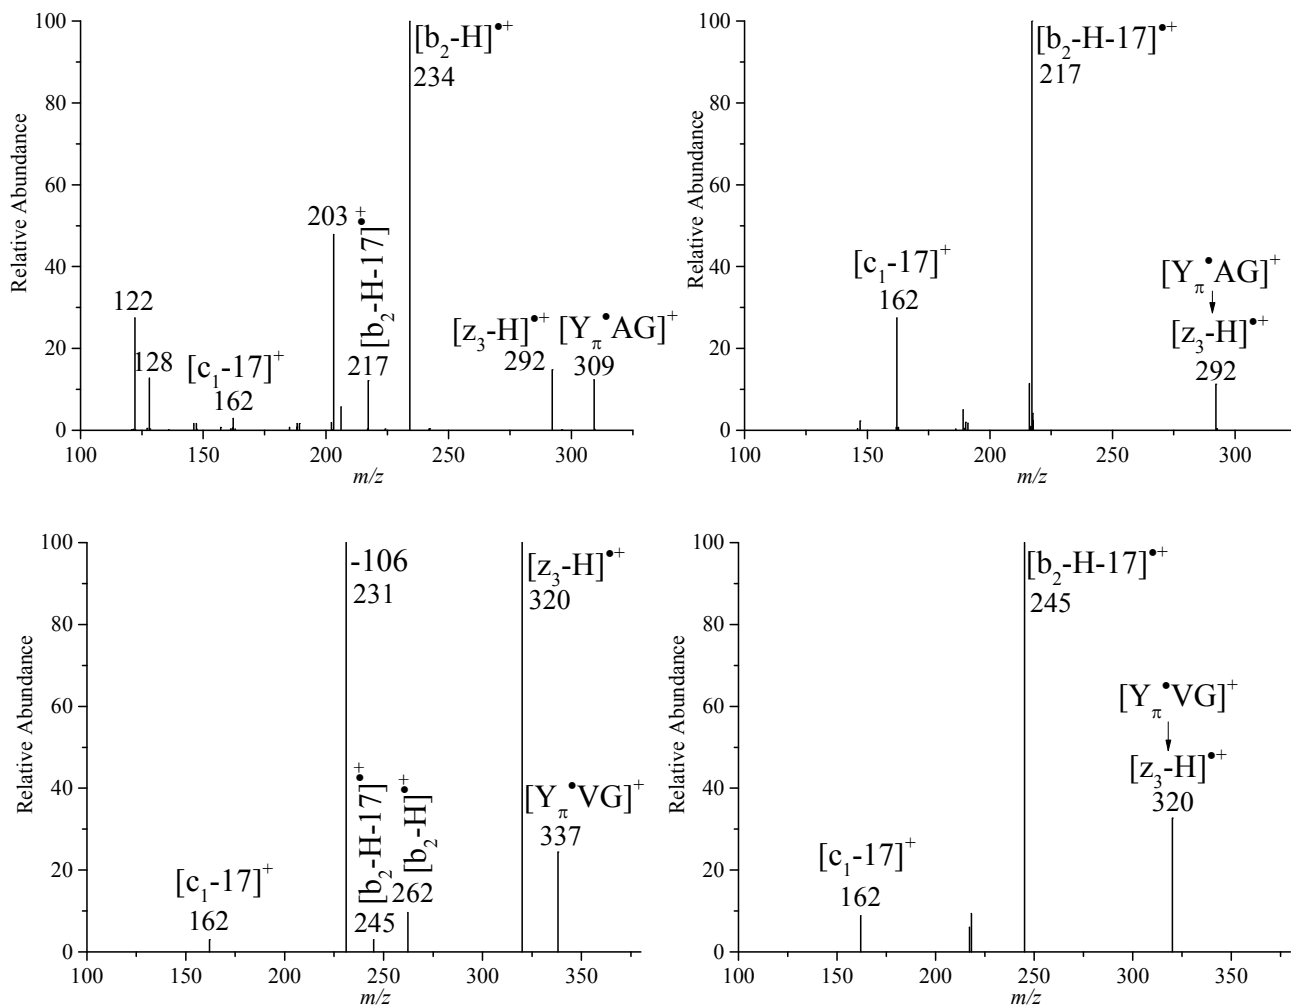 Relative Abundance
100
80
60
40
20
0
100
150
200
250
300
m/z
122
128
[c₁-17]⁺
162
203
[b₂-H-17]•⁺
217
[b₂-H]•⁺
234
[z₃-H]•⁺
292
[Yπ•AG]⁺
309
Relative Abundance
100
80
60
40
20
0
100
150
200
250
300
m/z
[c₁-17]⁺
162
[b₂-H-17]•⁺
217
[Yπ•AG]⁺
[z₃-H]•⁺
292
Relative Abundance
100
80
60
40
20
0
100
150
200
250
300
350
m/z
[c₁-17]⁺
162
-106
231
[b₂-H-17]•⁺
245
[b₂-H]•⁺
262
[z₃-H]•⁺
320
[Yπ•VG]⁺
337
Relative Abundance
100
80
60
40
20
0
100
150
200
250
300
350
m/z
[c₁-17]⁺
162
[b₂-H-17]•⁺
245
[Yπ•VG]⁺
[z₃-H]•⁺
320